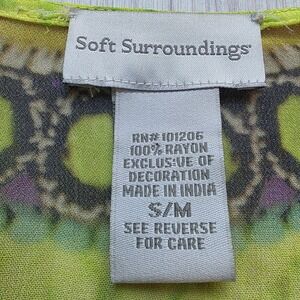 Soft Surroundings
RN# 101206
100% RAYON
EXCLUSIVE OF
DECORATION
MADE IN INDIA
S/M
SEE REVERSE
FOR CARE